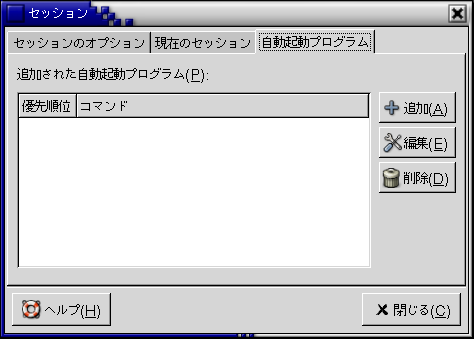 セッション
セッションのオプション 現在のセッション 自動起動プログラム
追加された自動起動プログラム(P):
優先順位 コマンド
追加(A)
編集(E)
削除(D)
ヘルプ(H) 閉じる(C)